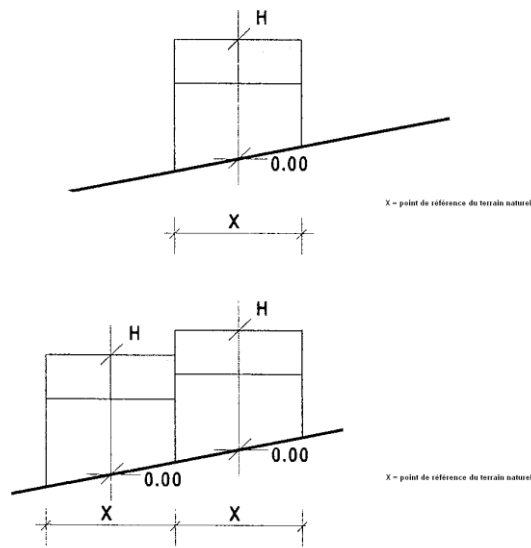 H
0.00
X = point de référence du terrain naturel
X
H
H
0.00
0.00
X = point de référence du terrain naturel
X X